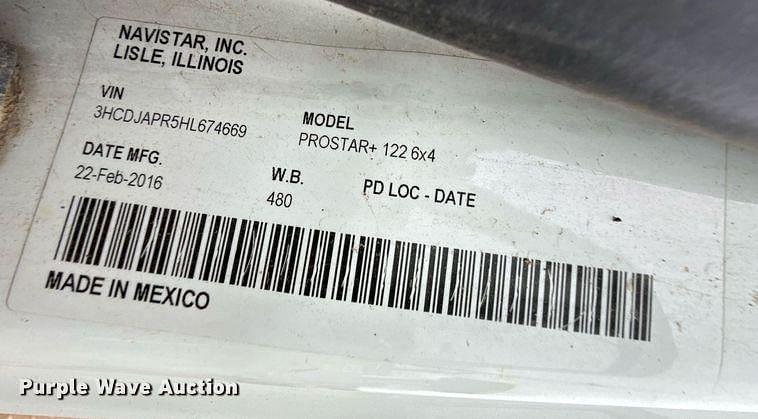 NAVISTAR, INC.
LISLE, ILLINOIS
VIN
3HCDJAPR5HL674669
MODEL
PROSTAR+ 122 6x4
DATE MFG.
22-Feb-2016
W.B.
480
PD LOC - DATE
MADE IN MEXICO
Purple Wave Auction